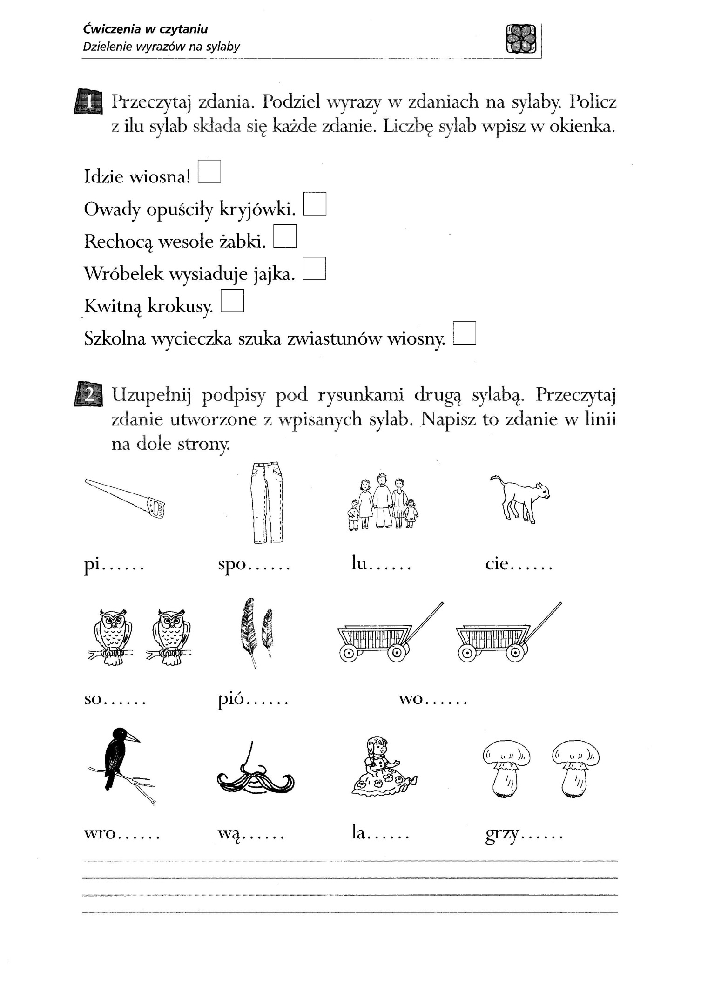 Ćwiczenia w czytaniu
Dzielenie wyrazów na sylaby
1 Przeczytaj zdania. Podziel wyrazy w zdaniach na sylaby. Policz
z ilu sylab składa się każde zdanie. Liczbę sylab wpisz w okienka.
Idzie wiosna!
Owady opuściły kryjówki.
Rechocą wesołe żabki.
Wróbelek wysiaduje jajka.
Kwitną krokusy.
Szkolna wycieczka szuka zwiastunów wiosny.
2 Uzupełnij podpisy pod rysunkami drugą sylabą. Przeczytaj
zdanie utworzone z wpisanych sylab. Napisz to zdanie w linii
na dole strony.
pi...... spo...... lu...... cie......
so...... pió...... wo......
wro...... wą...... la...... grzy......